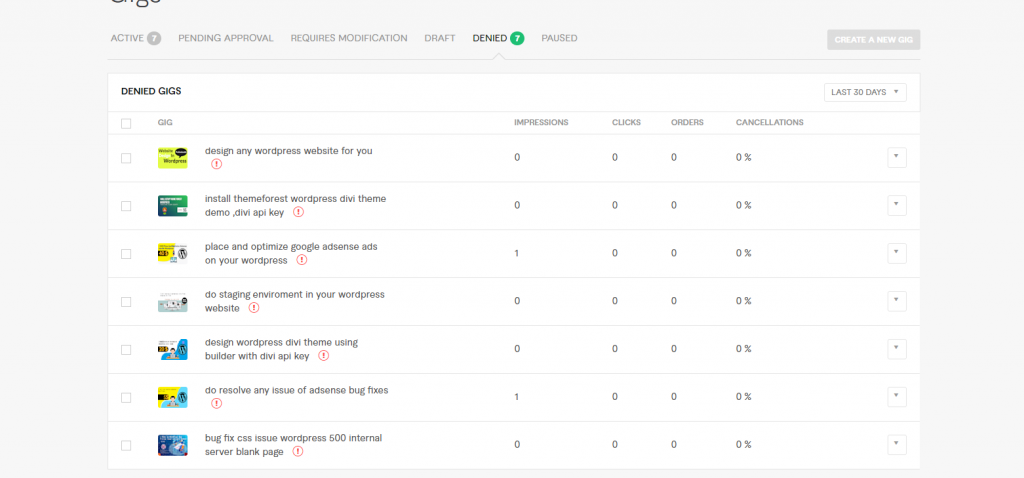 ACTIVE 7 PENDING APPROVAL REQUIRES MODIFICATION DRAFT DENIED 7 PAUSED CREATE A NEW GIG
DENIED GIGS LAST 30 DAYS
GIG IMPRESSIONS CLICKS ORDERS CANCELLATIONS
design any wordpress website for you
0 0 0 0 %
install themeforest wordpress divi theme
demo ,divi api key
0 0 0 0 %
place and optimize google adsense ads
on your wordpress
1 0 0 0 %
do staging enviroment in your wordpress
website
0 0 0 0 %
design wordpress divi theme using
builder with divi api key
0 0 0 0 %
do resolve any issue of adsense bug fixes
1 0 0 0 %
bug fix css issue wordpress 500 internal
server blank page
0 0 0 0 %